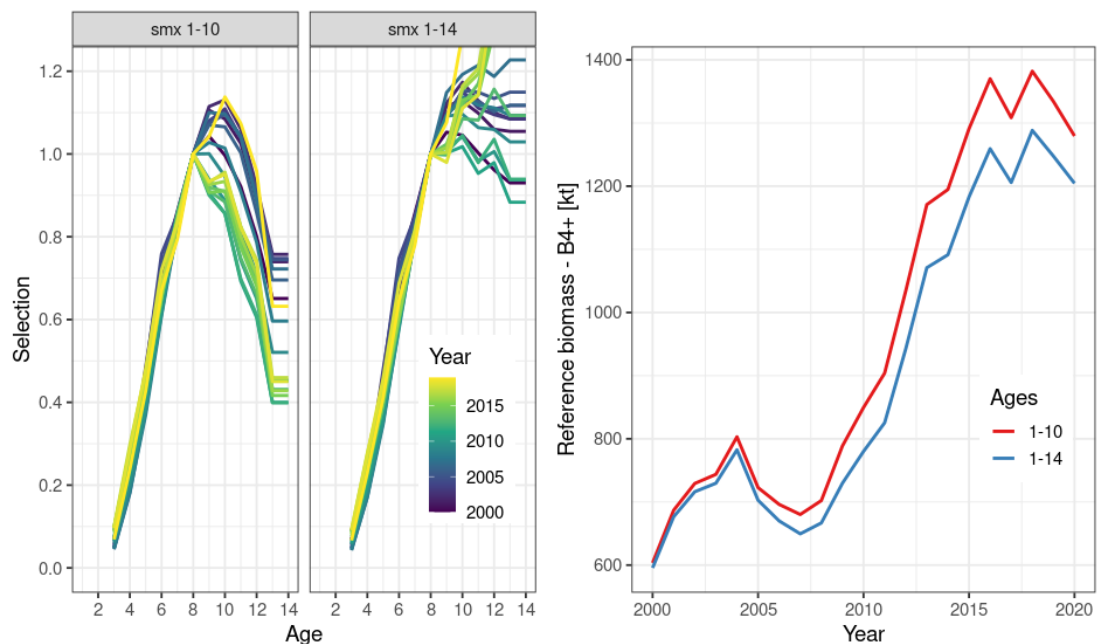 smx 1-10
smx 1-14
Selection
1.2
1.0
0.8
0.6
0.4
0.2
0.0
2 4 6 8 10 12 14
2 4 6 8 10 12 14
Age
Year
2015
2010
2005
2000
Reference biomass - B4+ [kt]
1400
1200
1000
800
600
2000 2005 2010 2015 2020
Year
Ages
1-10
1-14